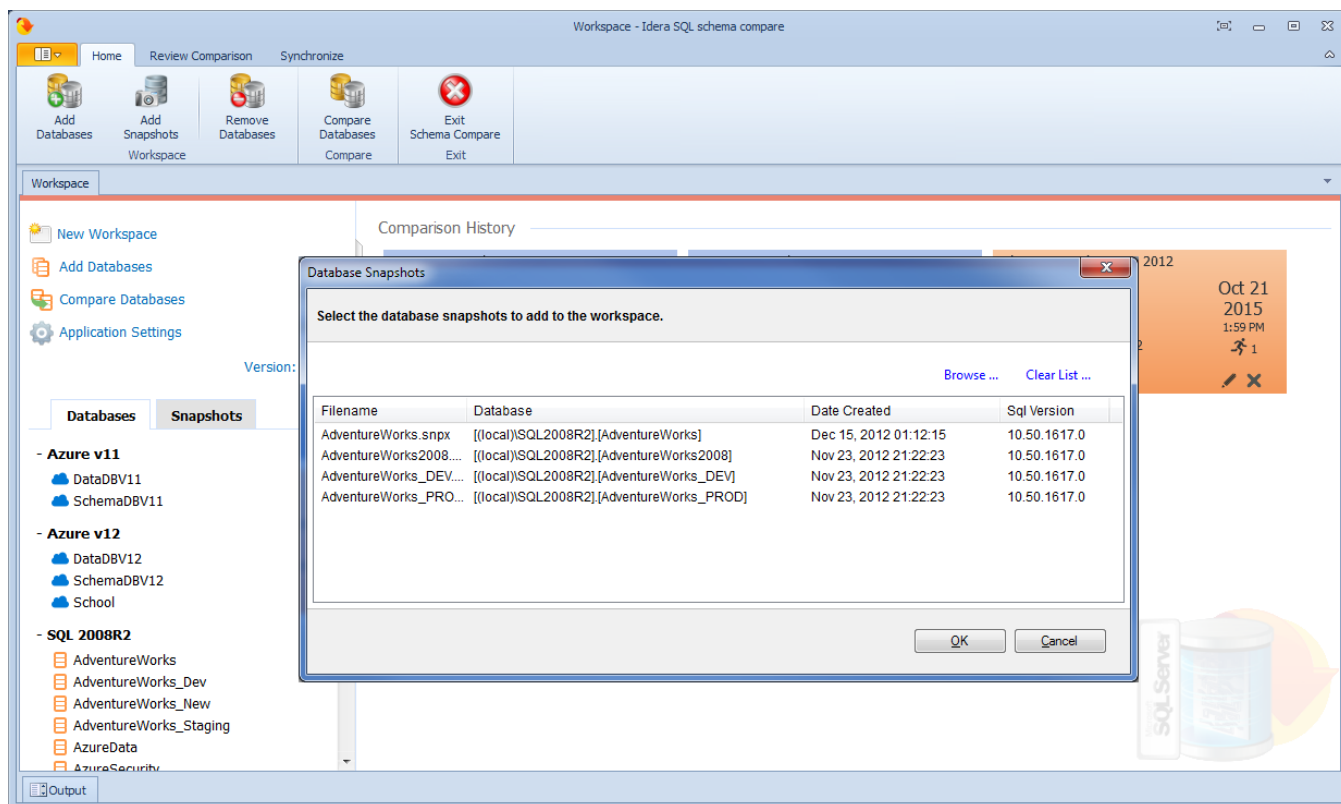 Workspace - Idera SQL schema compare
Home Review Comparison Synchronize
Add Databases
Add Snapshots
Remove Databases
Compare Databases
Exit Schema Compare
Workspace Compare Exit
Workspace
New Workspace
Add Databases
Compare Databases
Application Settings
Version:
Databases Snapshots
- Azure v11
DataDBV11
SchemaDBV11
- Azure v12
DataDBV12
SchemaDBV12
School
- SQL 2008R2
AdventureWorks
AdventureWorks_Dev
AdventureWorks_New
AdventureWorks_Staging
AzureData
AzureSecurity
Comparison History
2012
Oct 21
2015
1:59 PM
1
Database Snapshots
Select the database snapshots to add to the workspace.
Browse ... Clear List ...
Filename Database Date Created Sql Version
AdventureWorks.snpx [(local)\SQL2008R2].[AdventureWorks] Dec 15, 2012 01:12:15 10.50.1617.0
AdventureWorks2008.... [(local)\SQL2008R2].[AdventureWorks2008] Nov 23, 2012 21:22:23 10.50.1617.0
AdventureWorks_DEV.... [(local)\SQL2008R2].[AdventureWorks_DEV] Nov 23, 2012 21:22:23 10.50.1617.0
AdventureWorks_PRO... [(local)\SQL2008R2].[AdventureWorks_PROD] Nov 23, 2012 21:22:23 10.50.1617.0
OK Cancel
SQL Server
Output